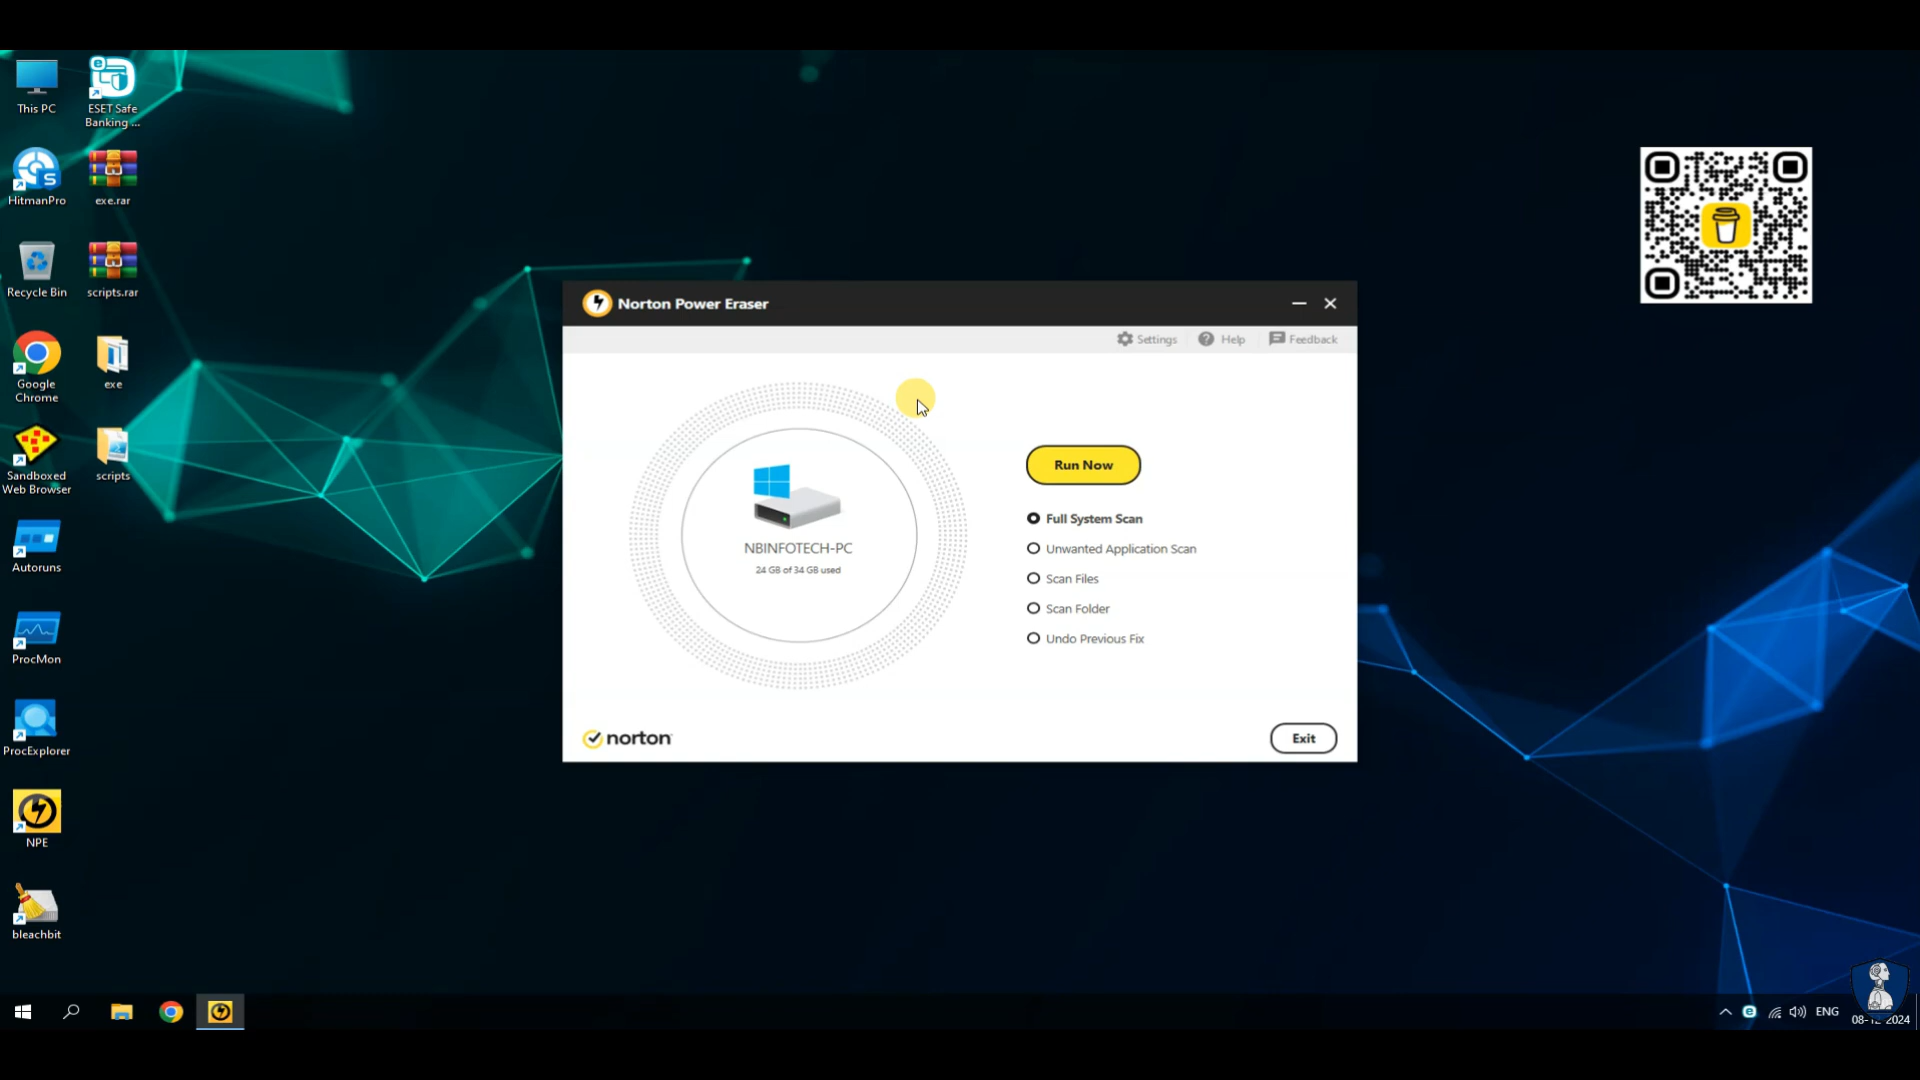 This PC
ESET Safe
Banking ...
HitmanPro
exe.rar
Recycle Bin
scripts.rar
Google
Chrome
exe
Sandboxed
Web Browser
scripts
Autoruns
ProcMon
ProcExplorer
NPE
bleachbit
Norton Power Eraser
Settings
Help
Feedback
NBINFOTECH-PC
24 GB of 34 GB used
Run Now
Full System Scan
Unwanted Application Scan
Scan Files
Scan Folder
Undo Previous Fix
norton
Exit
ENG